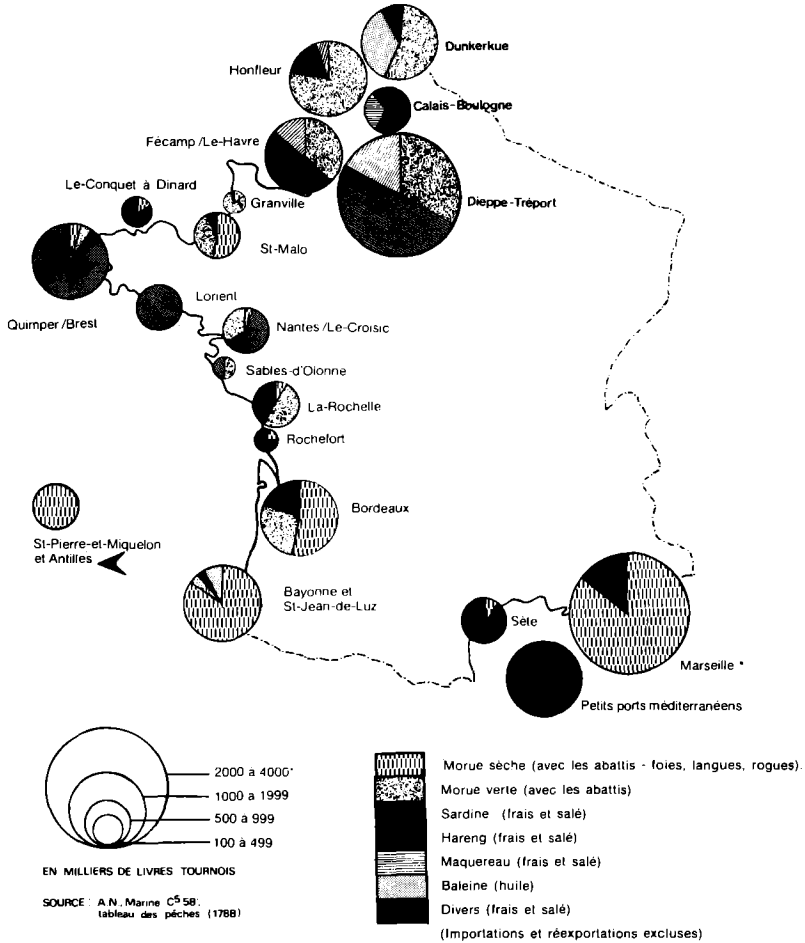 Dunkerkue
Honfleur
Calais-Boulogne
Fécamp/Le-Havre
Le-Conquet à Dinard
Granville
Dieppe-Tréport
St-Malo
Lorient
Quimper/Brest
Nantes/Le-Croisic
Sables-d'Olonne
La-Rochelle
Rochefort
Bordeaux
St-Pierre-et-Miquelon
et Antilles
Bayonne et
St-Jean-de-Luz
Sète
Marseille *
Petits ports méditerranéens
2000 à 4000*
1000 à 1999
500 à 999
100 à 499
EN MILLIERS DE LIVRES TOURNOIS
SOURCE : A.N., Marine C5 58,
tableau des pêches (1788)
Morue sèche (avec les abattis - foies, langues, rogues).
Morue verte (avec les abattis)
Sardine (frais et salé)
Hareng (frais et salé)
Maquereau (frais et salé)
Baleine (huile)
Divers (frais et salé)
(Importations et réexportations excluses)